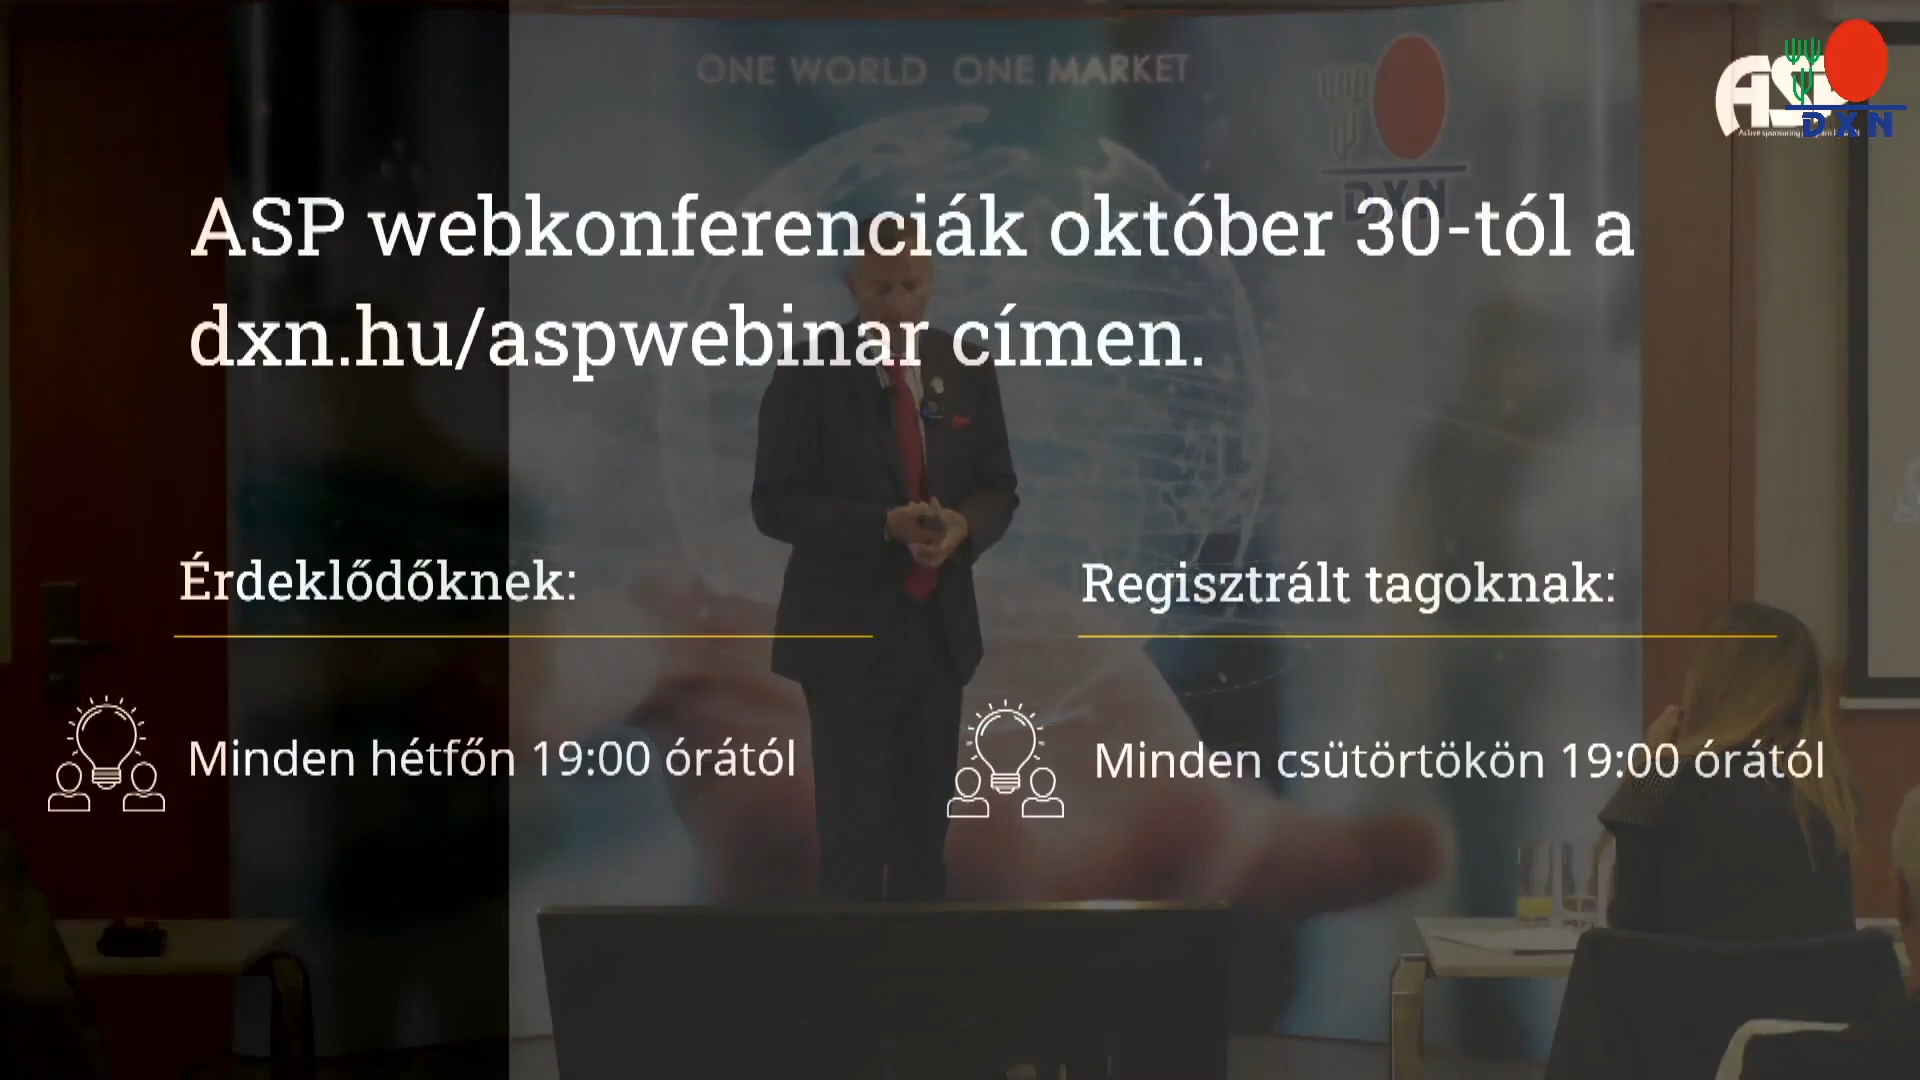 ONE WORLD ONE MARKET
DXN
DXN
ASP webkonferenciák október 30-tól a
dxn.hu/aspwebinar címen.
Érdeklődőknek:
Regisztrált tagoknak:
Minden hétfőn 19:00 órától
Minden csütörtökön 19:00 órától